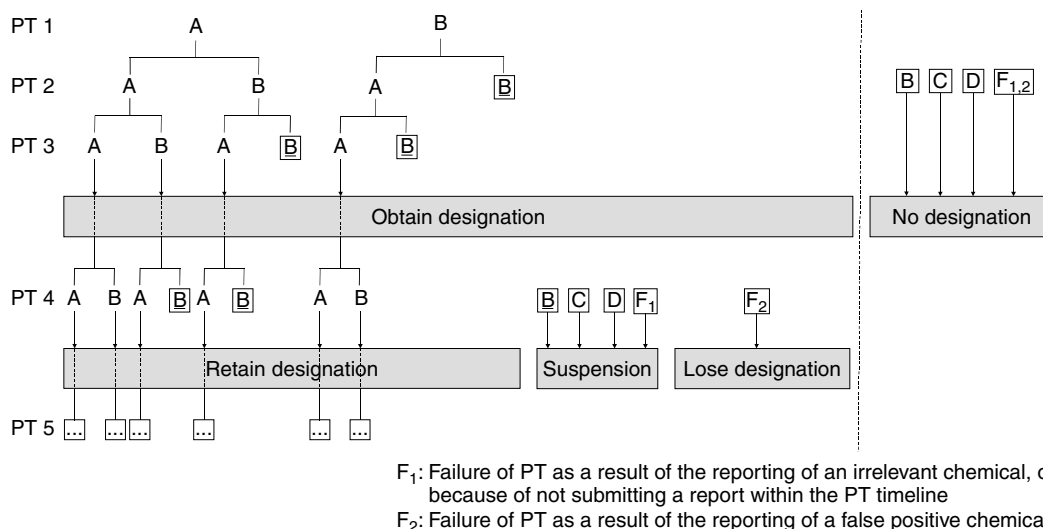 PT 1 A B
PT 2 A B A B B C D F1,2
PT 3 A B A B A B
Obtain designation No designation
PT 4 A B A B A B A B B C D F1 F2
Retain designation Suspension Lose designation
PT 5 ... ... ... ... ... ...
F1: Failure of PT as a result of the reporting of an irrelevant chemical,
because of not submitting a report within the PT timeline
F2: Failure of PT as a result of the reporting of a false positive